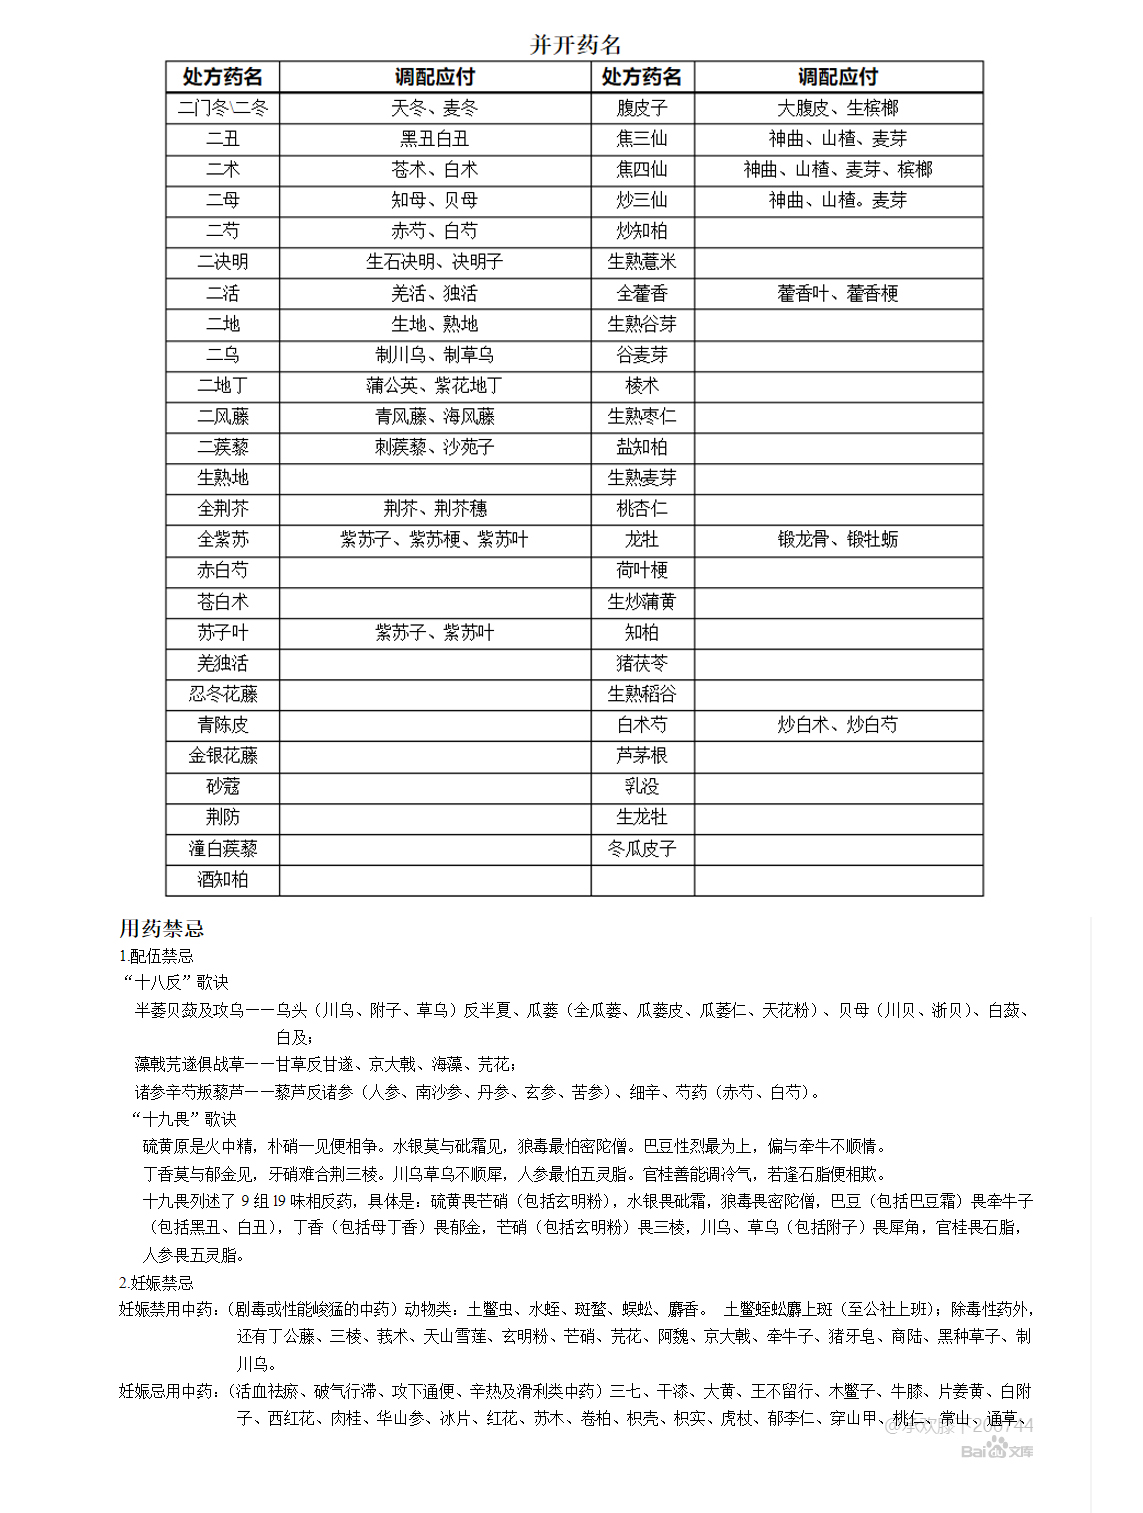 并开药名
处方药名 调配应付 处方药名 调配应付
二门冬\二冬 天冬、麦冬 腹皮子 大腹皮、生槟榔
二丑 黑丑白丑 焦三仙 神曲、山楂、麦芽
二术 苍术、白术 焦四仙 神曲、山楂、麦芽、槟榔
二母 知母、贝母 炒三仙 神曲、山楂。麦芽
二芍 赤芍、白芍 炒知柏
二决明 生石决明、决明子 生熟薏米
二活 羌活、独活 全藿香 藿香叶、藿香梗
二地 生地、熟地 生熟谷芽
二乌 制川乌、制草乌 谷麦芽
二地丁 蒲公英、紫花地丁 棱术
二风藤 青风藤、海风藤 生熟枣仁
二蒺藜 刺蒺藜、沙苑子 盐知柏
生熟地 生熟麦芽
全荆芥 荆芥、荆芥穗 桃杏仁
全紫苏 紫苏子、紫苏梗、紫苏叶 龙牡 锻龙骨、锻牡蛎
赤白芍 荷叶梗
苍白术 生炒蒲黄
苏子叶 紫苏子、紫苏叶 知柏
羌独活 猪茯苓
忍冬花藤 生熟稻谷
青陈皮 白术芍 炒白术、炒白芍
金银花藤 芦茅根
砂蔻 乳没
荆防 生龙牡
潼白蒺藜 冬瓜皮子
酒知柏
用药禁忌
1.配伍禁忌
“十八反”歌诀
半蒌贝蔹及攻乌——乌头（川乌、附子、草乌）反半夏、瓜蒌（全瓜蒌、瓜蒌皮、瓜蒌仁、天花粉）、贝母（川贝、浙贝）、白蔹、
白及；
藻戟芫遂俱战草——甘草反甘遂、京大戟、海藻、芫花；
诸参辛芍叛藜芦——藜芦反诸参（人参、南沙参、丹参、玄参、苦参）、细辛、芍药（赤芍、白芍）。
“十九畏”歌诀
硫黄原是火中精，朴硝一见便相争。水银莫与砒霜见，狼毒最怕密陀僧。巴豆性烈最为上，偏与牵牛不顺情。
丁香莫与郁金见，牙硝难合荆三棱。川乌草乌不顺犀，人参最怕五灵脂。官桂善能调冷气，若逢石脂便相欺。
十九畏列述了 9 组 19 味相反药，具体是：硫黄畏芒硝（包括玄明粉），水银畏砒霜，狼毒畏密陀僧，巴豆（包括巴豆霜）畏牵牛子
（包括黑丑、白丑），丁香（包括母丁香）畏郁金，芒硝（包括玄明粉）畏三棱，川乌、草乌（包括附子）畏犀角，官桂畏石脂，
人参畏五灵脂。
2.妊娠禁忌
妊娠禁用中药：（剧毒或性能峻猛的中药）动物类：土鳖虫、水蛭、斑蝥、蜈蚣、麝香。 土鳖蛭蚣麝上斑（至公社上班）；除毒性药外，
还有丁公藤、三棱、莪术、天山雪莲、玄明粉、芒硝、芫花、阿魏、京大戟、牵牛子、猪牙皂、商陆、黑种草子、制
川乌。
妊娠忌用中药：（活血祛瘀、破气行滞、攻下通便、辛热及滑利类中药）三七、干漆、大黄、王不留行、木鳖子、牛膝、片姜黄、白附
子、西红花、肉桂、华山参、冰片、红花、苏木、卷柏、枳壳、枳实、虎杖、郁李仁、穿山甲、桃仁、常山、通草、
@承欢膝下200744
Bai du 文库